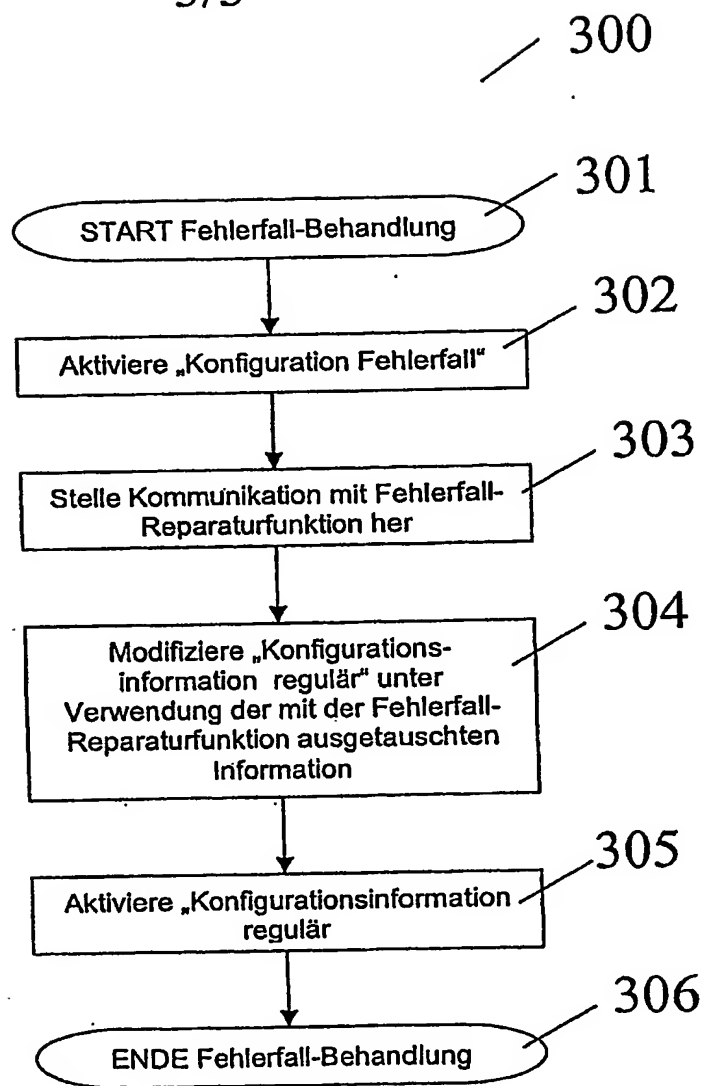 300
301
START Fehlerfall-Behandlung
302
Aktiviere „Konfiguration Fehlerfall“
303
Stelle Kommunikation mit Fehlerfall-
Reparaturfunktion her
304
Modifiziere „Konfigurations-
information regulär“ unter
Verwendung der mit der Fehlerfall-
Reparaturfunktion ausgetauschten
Information
305
Aktiviere „Konfigurationsinformation
regulär
306
ENDE Fehlerfall-Behandlung